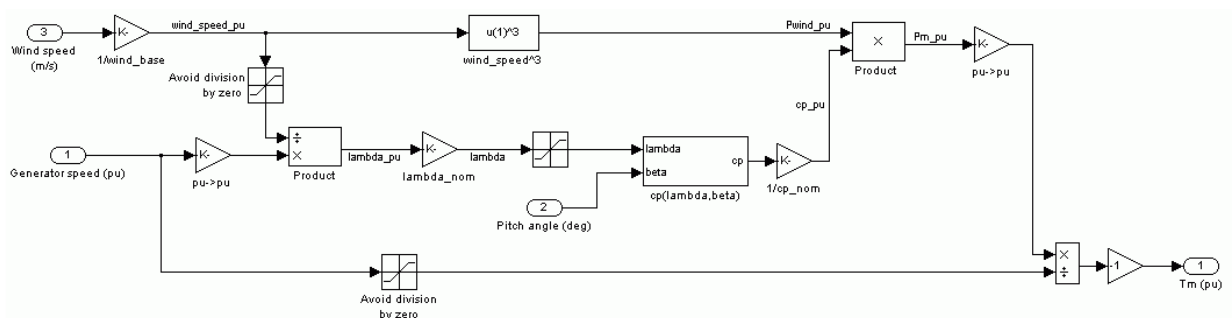 wind_speed_pu
3
K-
u(1)^3
Pwind_pu
×
Pm_pu
K-
Wind speed
(m/s)
1/wind_base
wind_speed^3
Product
pu->pu
Avoid division
by zero
cp_pu
÷
×
1
K-
lambda_pu
K-
lambda
lambda
cp
beta
K-
Generator speed (pu)
pu->pu
Product
lambda_nom
cp(lambda,beta)
1/cp_nom
2
Pitch angle (deg)
×
÷
-1
1
Tm (pu)
Avoid division
by zero